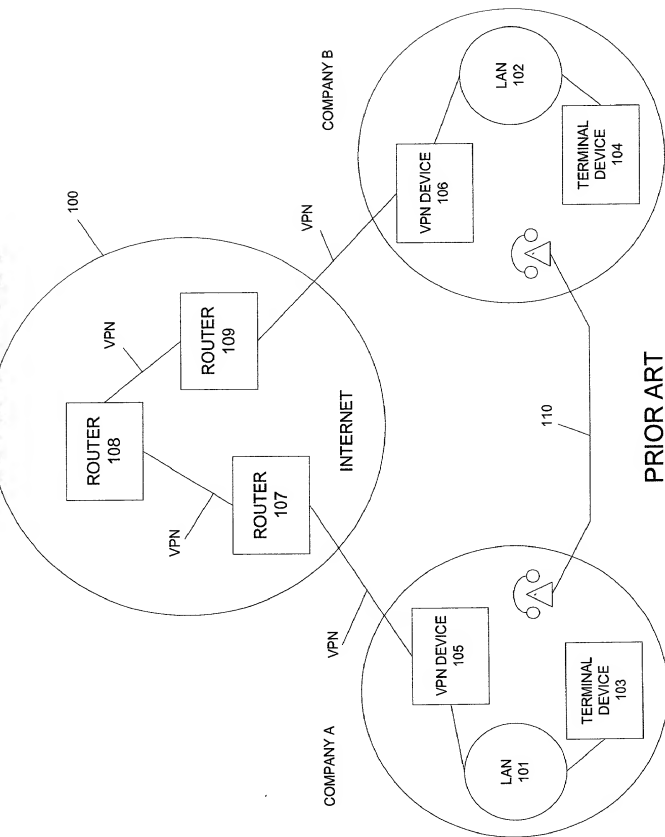 100
VPN
ROUTER
108
ROUTER
109
VPN
ROUTER
107
INTERNET
VPN
VPN
COMPANY A
VPN DEVICE
105
LAN
101
TERMINAL
DEVICE
103
COMPANY B
VPN DEVICE
106
LAN
102
TERMINAL
DEVICE
104
110
PRIOR ART